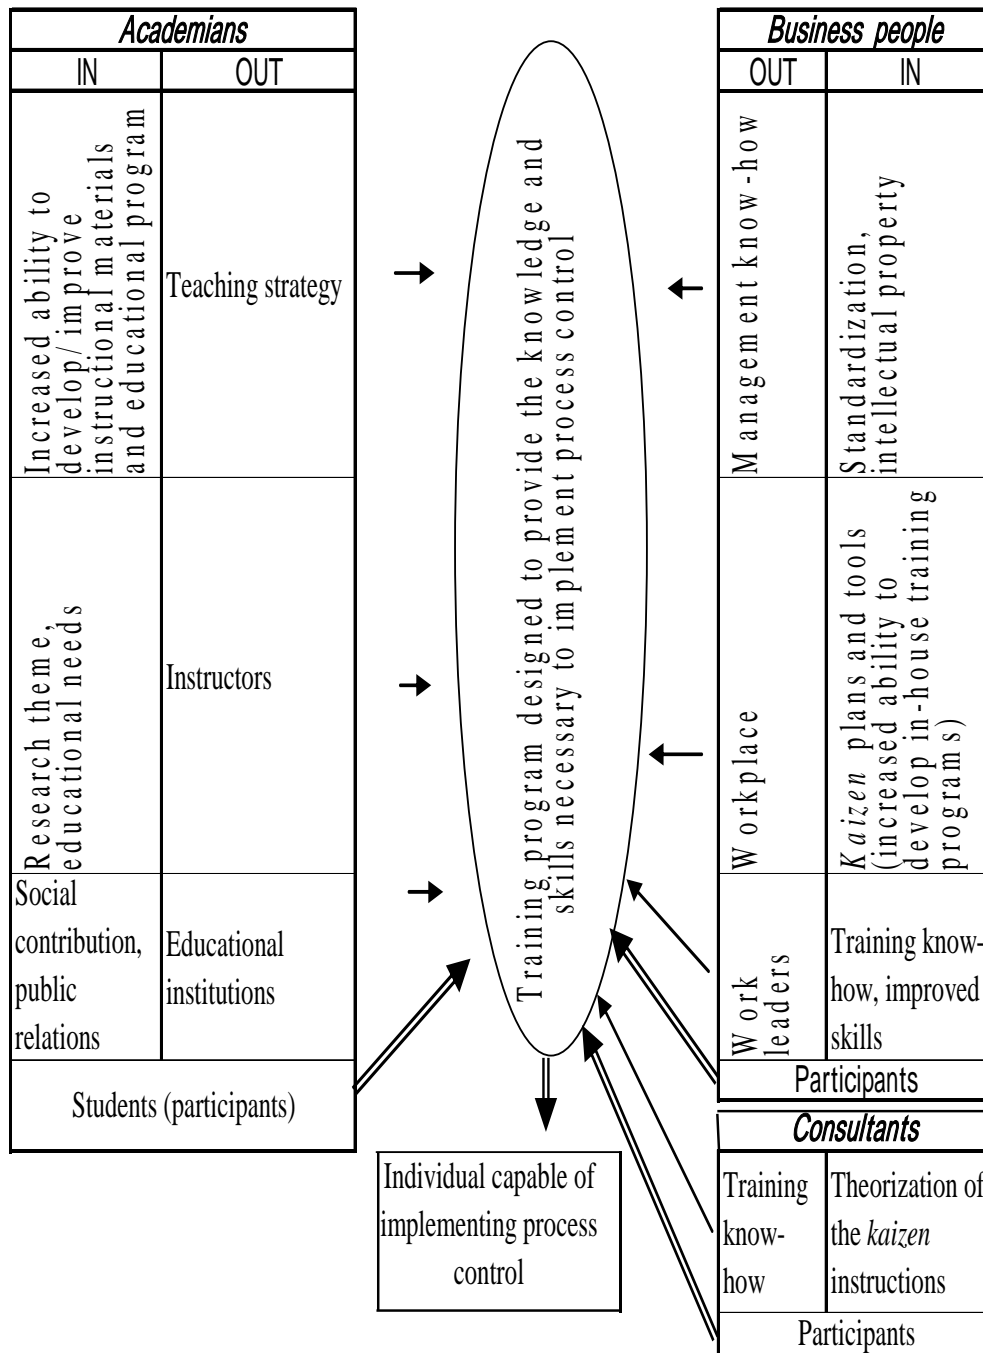 Academians
IN
OUT
Increased ability to
develop/ improve
instructional materials
and educational program
Teaching strategy
Research theme,
educational needs
Instructors
Social
contribution,
public
relations
Educational
institutions
Students (participants)
Training program designed to provide the knowledge and
skills necessary to implement process control
Individual capable of
implementing process
control
Business people
OUT
IN
Management know-how
Standardization,
intellectual property
Workplace
Kaizen plans and tools
(increased ability to
develop in-house training
programs)
Work
leaders
Training know-
how, improved
skills
Participants
Consultants
Training
know-
how
Theorization of
the kaizen
instructions
Participants